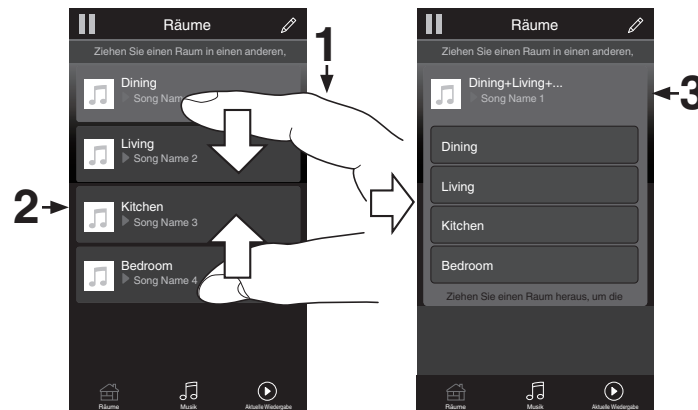 Räume
Ziehen Sie einen Raum in einen anderen,
Dining
Song Nam
Living
Song Name 2
Kitchen
Song Name 3
Bedroom
Song Name 4
Räume
Musik
Aktuelle Wiedergabe
1
2
Räume
Ziehen Sie einen Raum in einen anderen,
Dining+Living+...
Song Name 1
Dining
Living
Kitchen
Bedroom
Ziehen Sie einen Raum heraus, um die
Räume
Musik
Aktuelle Wiedergabe
3